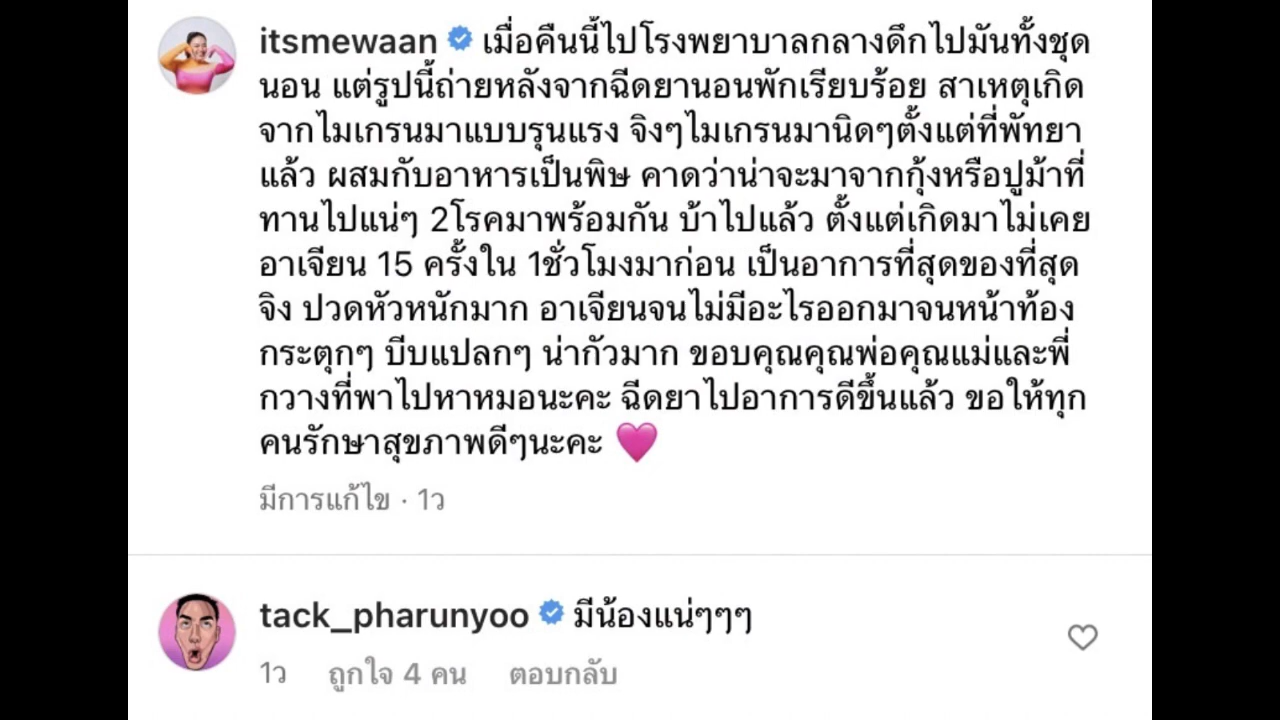 itsmewaan เมื่อคืนนี้ไปโรงพยาบาลกลางดึกไปมันทั้งชุด
นอน แต่รูปนี้ถ่ายหลังจากฉีดยานอนพักเรียบร้อย สาเหตุเกิด
จากไมเกรนมาแบบรุนแรง จิงๆไมเกรนมานิดๆตั้งแต่ที่พัทยา
แล้ว ผสมกับอาหารเป็นพิษ คาดว่าน่าจะมาจากกุ้งหรือปูม้าที่
ทานไปแน่ๆ 2โรคมาพร้อมกัน บ้าไปแล้ว ตั้งแต่เกิดมาไม่เคย
อาเจียน 15 ครั้งใน 1ชั่วโมงมาก่อน เป็นอาการที่สุดของที่สุด
จิง ปวดหัวหนักมาก อาเจียนจนไม่มีอะไรออกมาจนหน้าท้อง
กระตุกๆ บีบแปลกๆ น่ากัวมาก ขอบคุณคุณพ่อคุณแม่และพี่
กวางที่พาไปหาหมอนะคะ ฉีดยาไปอาการดีขึ้นแล้ว ขอให้ทุก
คนรักษาสุขภาพดีๆนะคะ 💗
มีการแก้ไข · 1ว
tack_pharunyoo มีน้องแน่ๆๆๆ
1ว ถูกใจ 4 คน ตอบกลับ